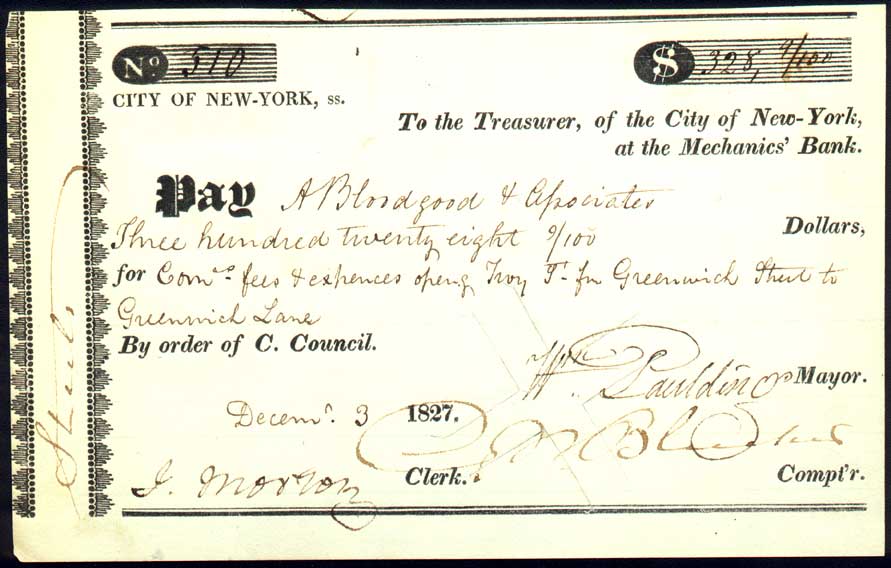 No 510
$ 328, 9/100
CITY OF NEW-YORK, ss.
To the Treasurer, of the City of New-York,
at the Mechanics' Bank.
Pay A Bloodgood & Associates
Three hundred twenty eight 9/100 Dollars,
for Comrs fees & expences openg Troy St. fm Greenwich Street to
Greenwich Lane
By order of C. Council.
Wm Paulding Mayor.
Decemr. 3 1827.
J. Morton Clerk. Compt'r.
Streets